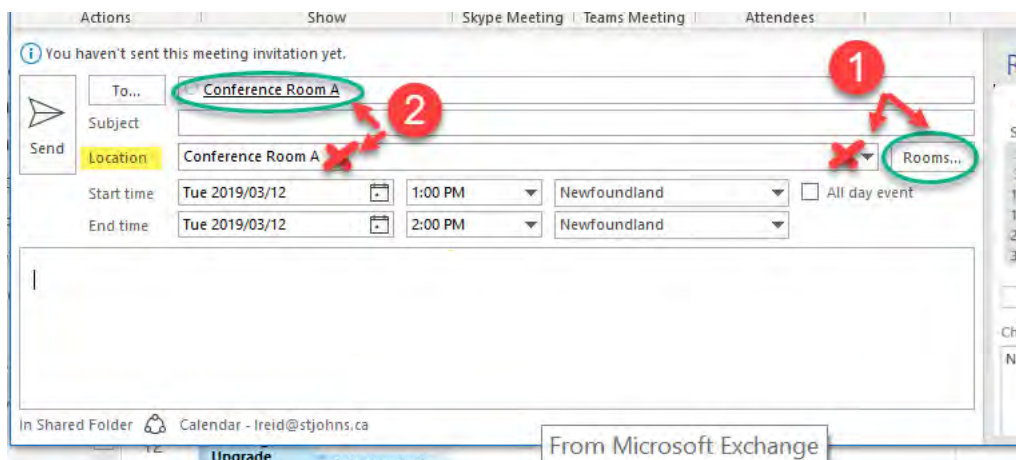 Actions Show Skype Meeting Teams Meeting Attendees
You haven't sent this meeting invitation yet.
1
To... Conference Room A
2
Subject
Send
Location Conference Room A Rooms...
Start time Tue 2019/03/12 1:00 PM Newfoundland All day event
End time Tue 2019/03/12 2:00 PM Newfoundland
In Shared Folder Calendar - lreid@stjohns.ca
12
Upgrade
From Microsoft Exchange